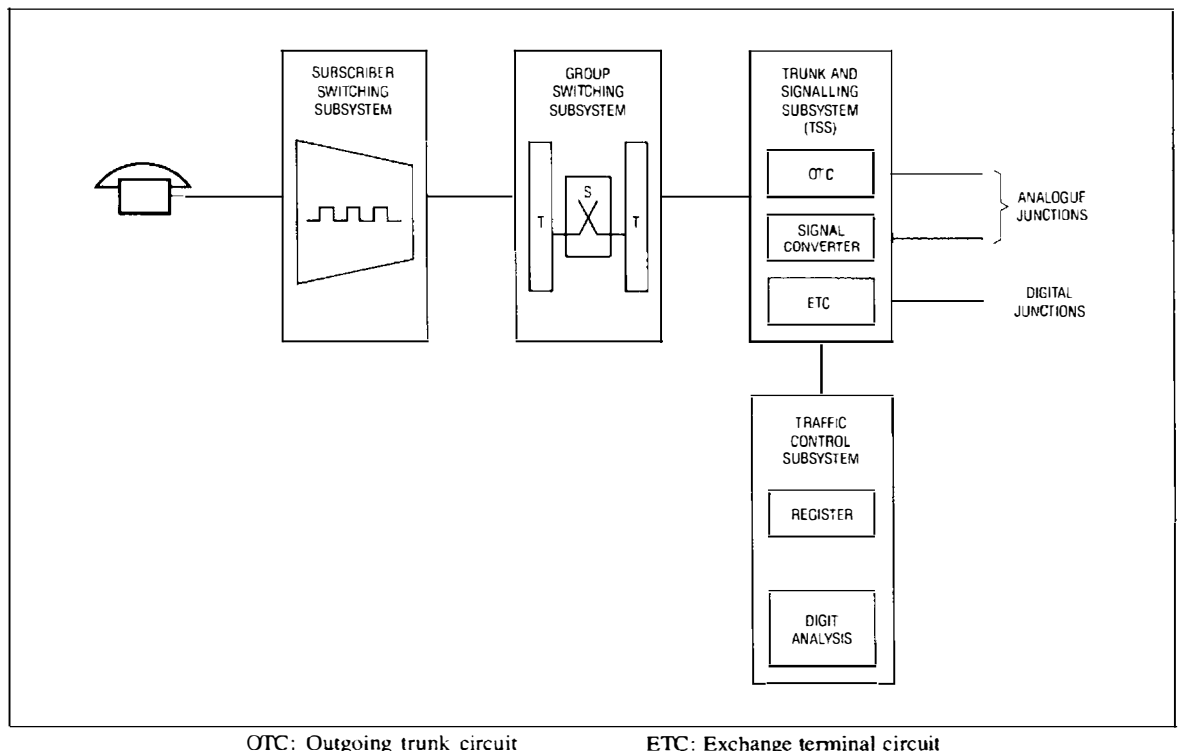 SUBSCRIBER
SWITCHING
SUBSYSTEM
GROUP
SWITCHING
SUBSYSTEM
T
S
T
TRUNK AND
SIGNALLING
SUBSYSTEM
(TSS)
OTC
SIGNAL
CONVERTER
ETC
ANALOGUE
JUNCTIONS
DIGITAL
JUNCTIONS
TRAFFIC
CONTROL
SUBSYSTEM
REGISTER
DIGIT
ANALYSIS
OTC: Outgoing trunk circuit
ETC: Exchange terminal circuit